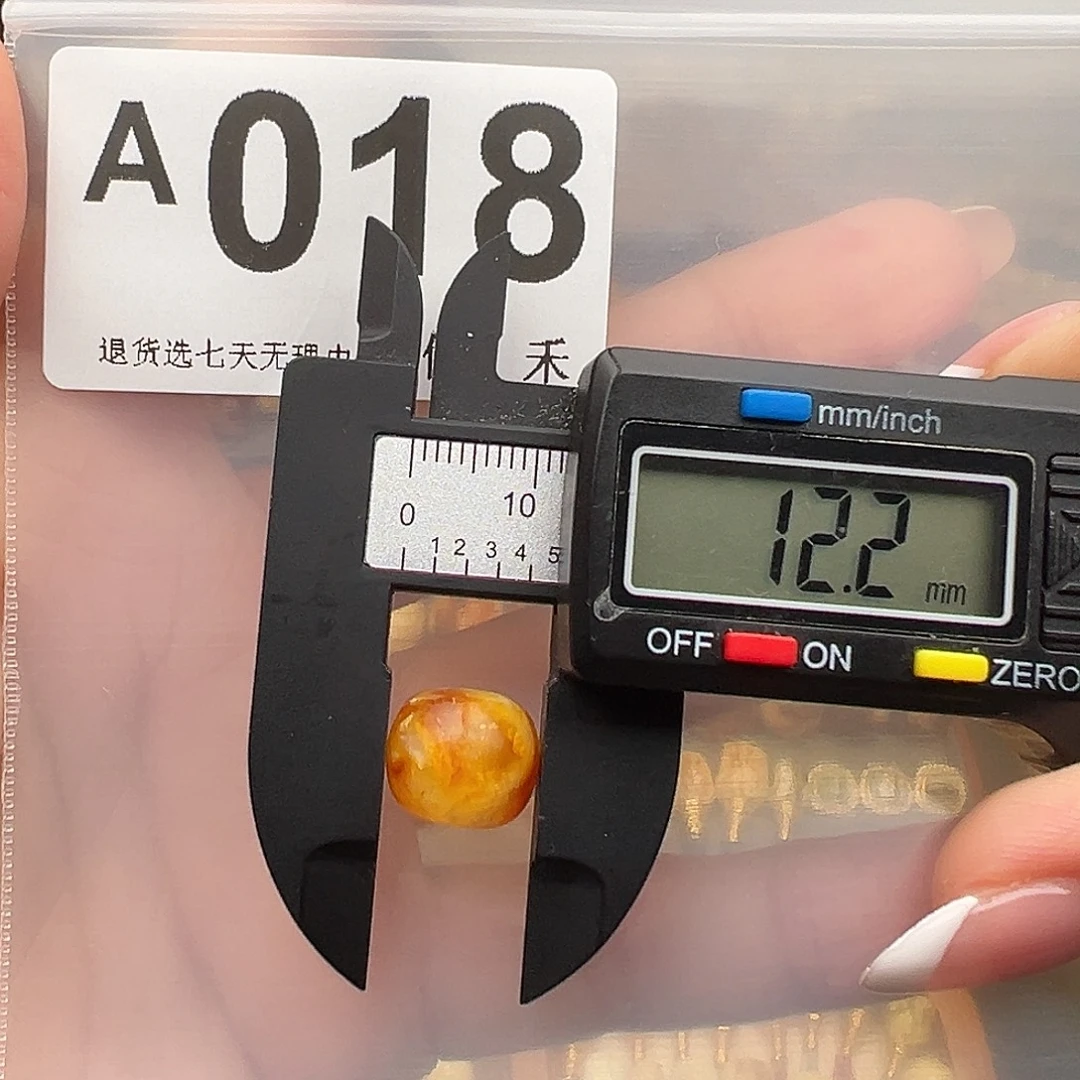 A018
退货选七天无理由 禾
mm/inch
0 10
1 2 3 4 5
12.2 mm
OFF ON ZERO